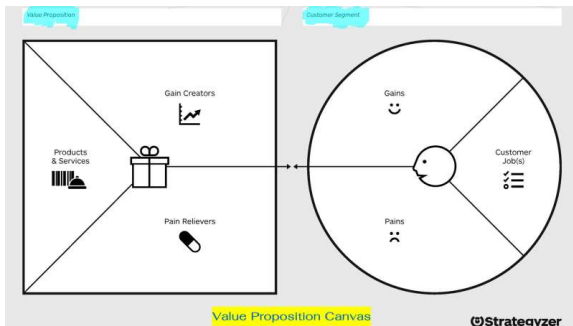 Value Proposition
Customer Segment
Gain Creators
Gains
Products
& Services
Customer
Job(s)
Pain Relievers
Pains
Value Proposition Canvas
Strategyzer